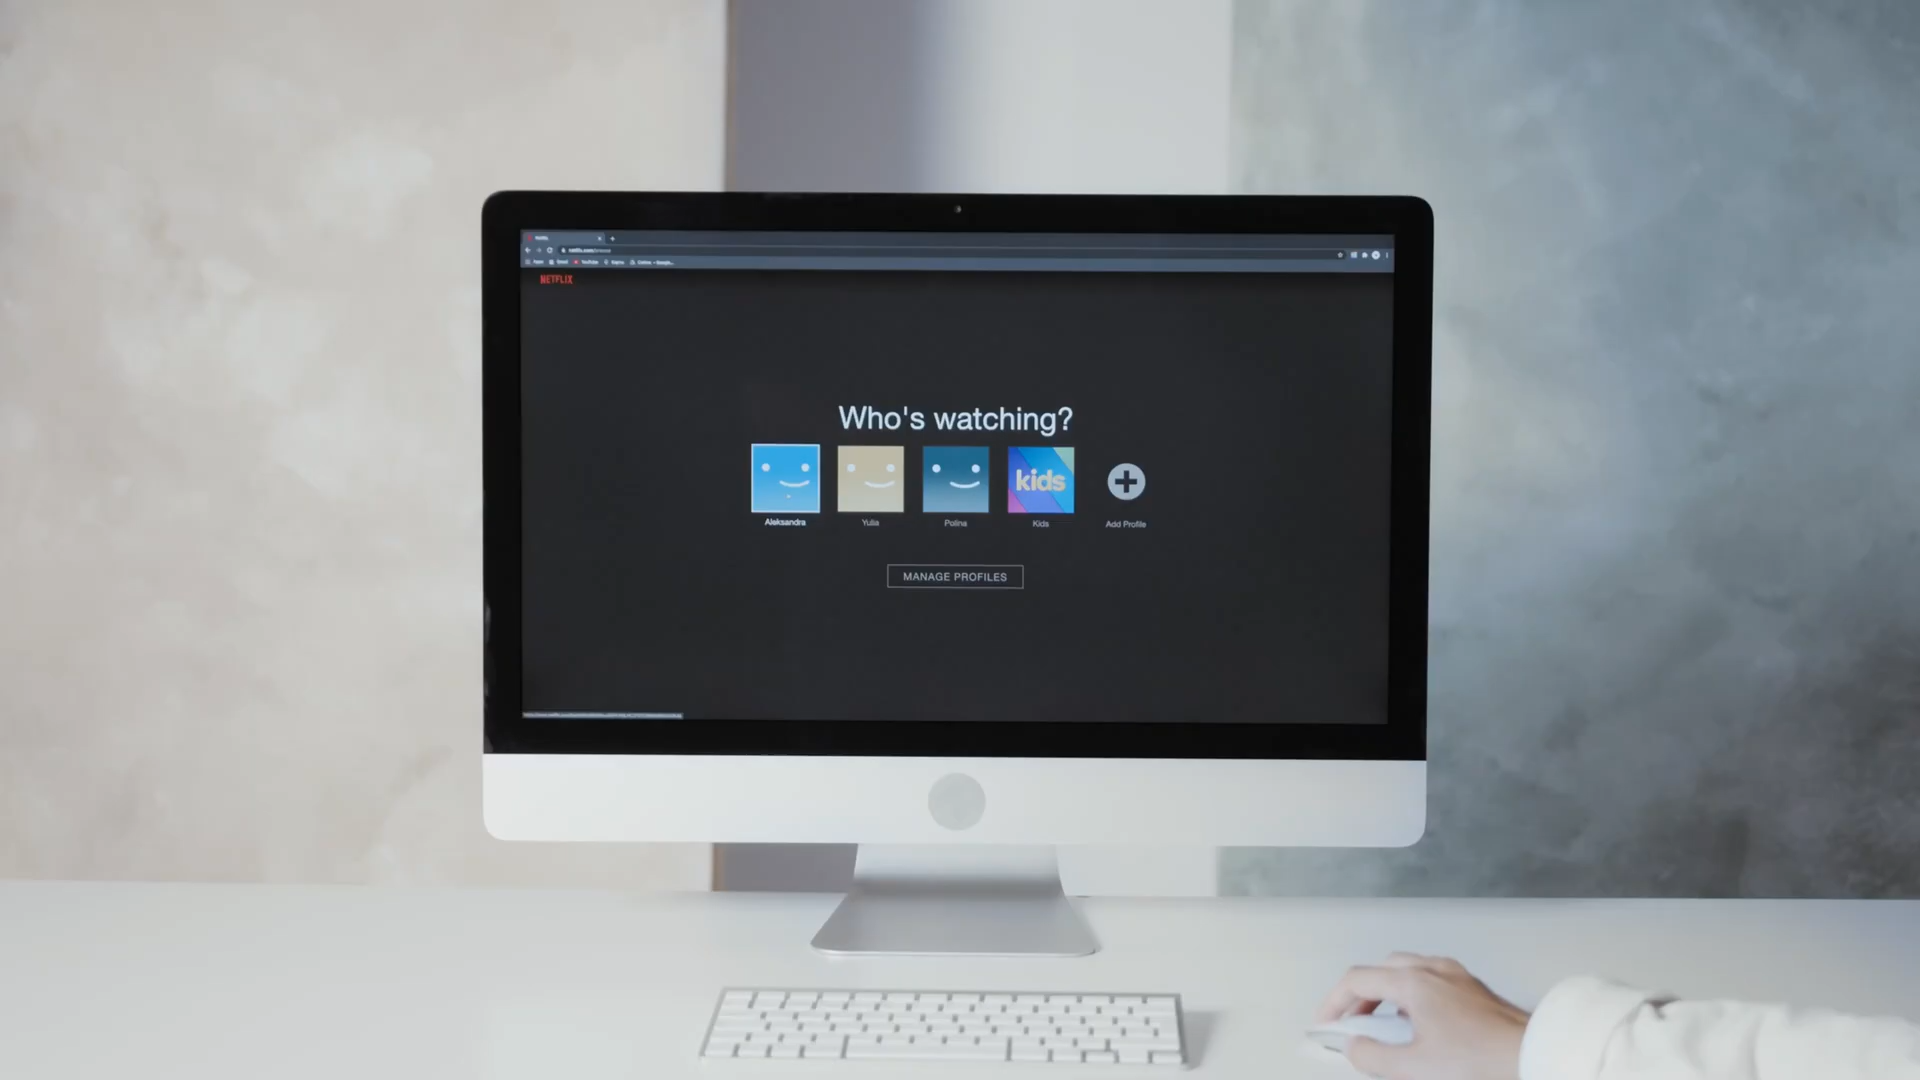 NETFLIX
Who's watching?
kids
Aleksandra
Yulia
Polina
Kids
Add Profile
MANAGE PROFILES